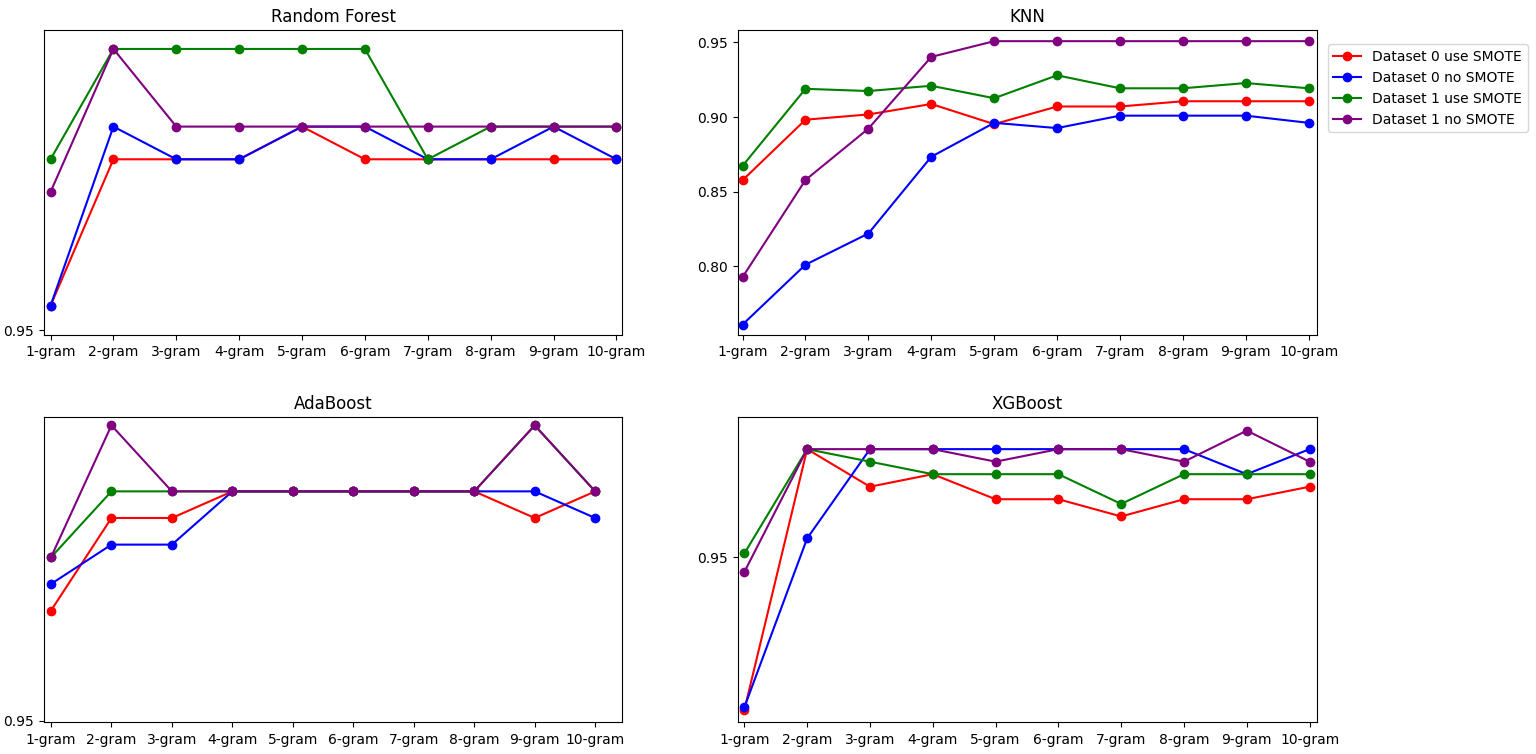 Random Forest
0.95
1-gram 2-gram 3-gram 4-gram 5-gram 6-gram 7-gram 8-gram 9-gram 10-gram
KNN
0.95
0.90
0.85
0.80
1-gram 2-gram 3-gram 4-gram 5-gram 6-gram 7-gram 8-gram 9-gram 10-gram
Dataset 0 use SMOTE
Dataset 0 no SMOTE
Dataset 1 use SMOTE
Dataset 1 no SMOTE
AdaBoost
0.95
1-gram 2-gram 3-gram 4-gram 5-gram 6-gram 7-gram 8-gram 9-gram 10-gram
XGBoost
0.95
1-gram 2-gram 3-gram 4-gram 5-gram 6-gram 7-gram 8-gram 9-gram 10-gram